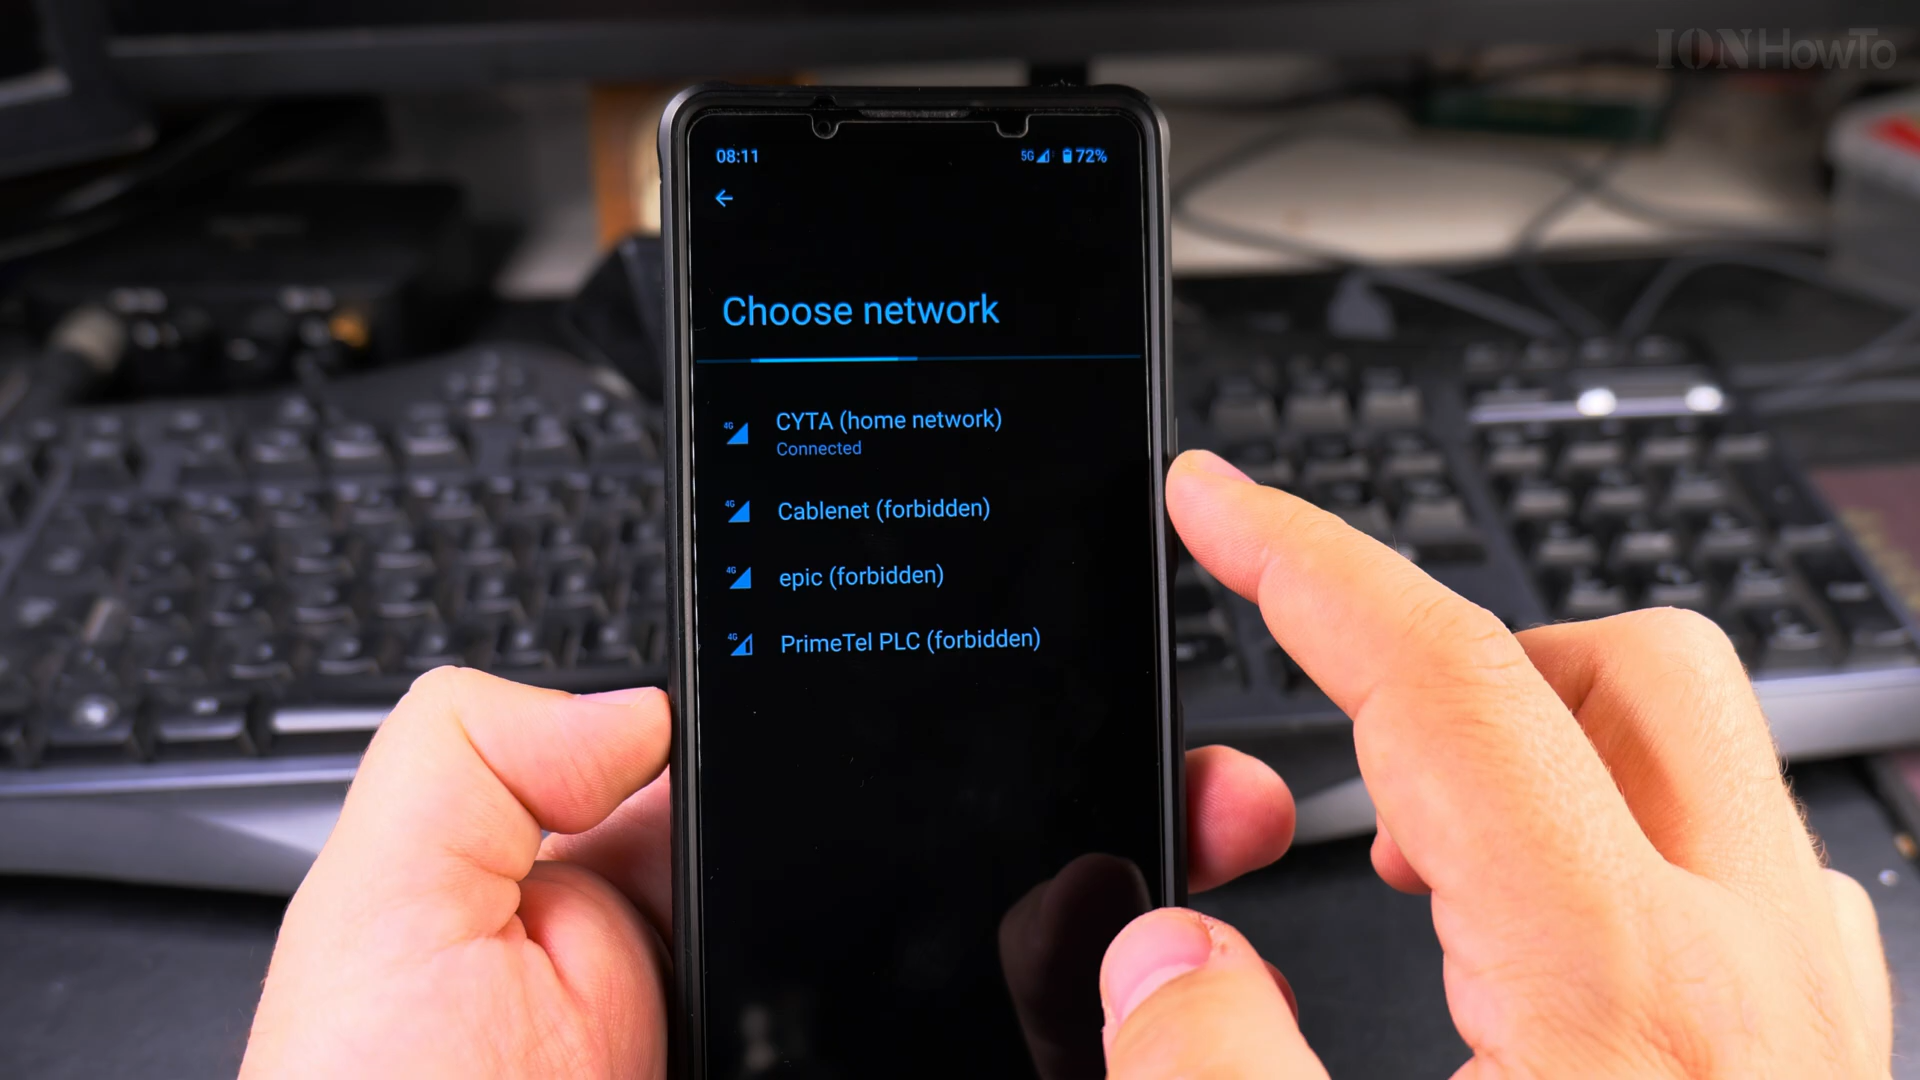 IONHowTo
08:11
5G 72%
Choose network
4G CYTA (home network)
Connected
4G Cablenet (forbidden)
4G epic (forbidden)
4G PrimeTel PLC (forbidden)